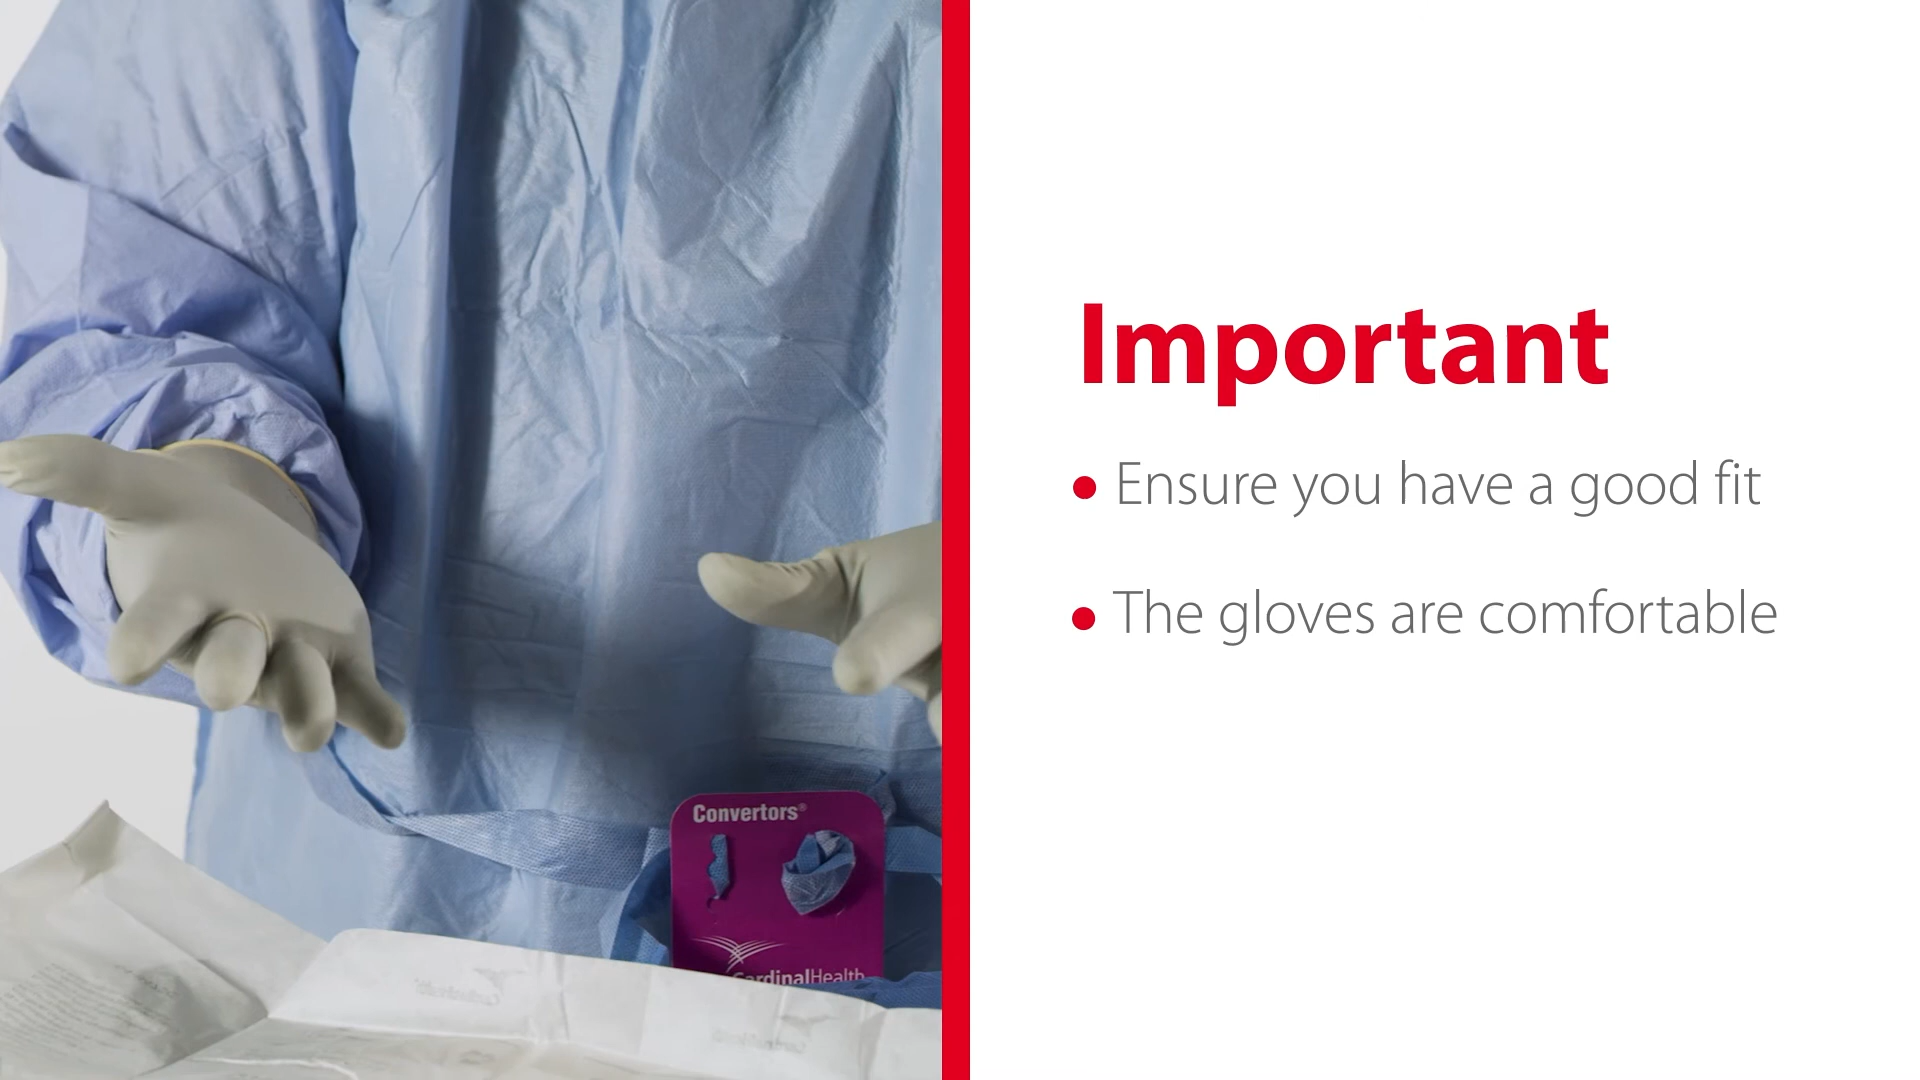 Important
Ensure you have a good fit
The gloves are comfortable
Convertors®
CardinalHealth